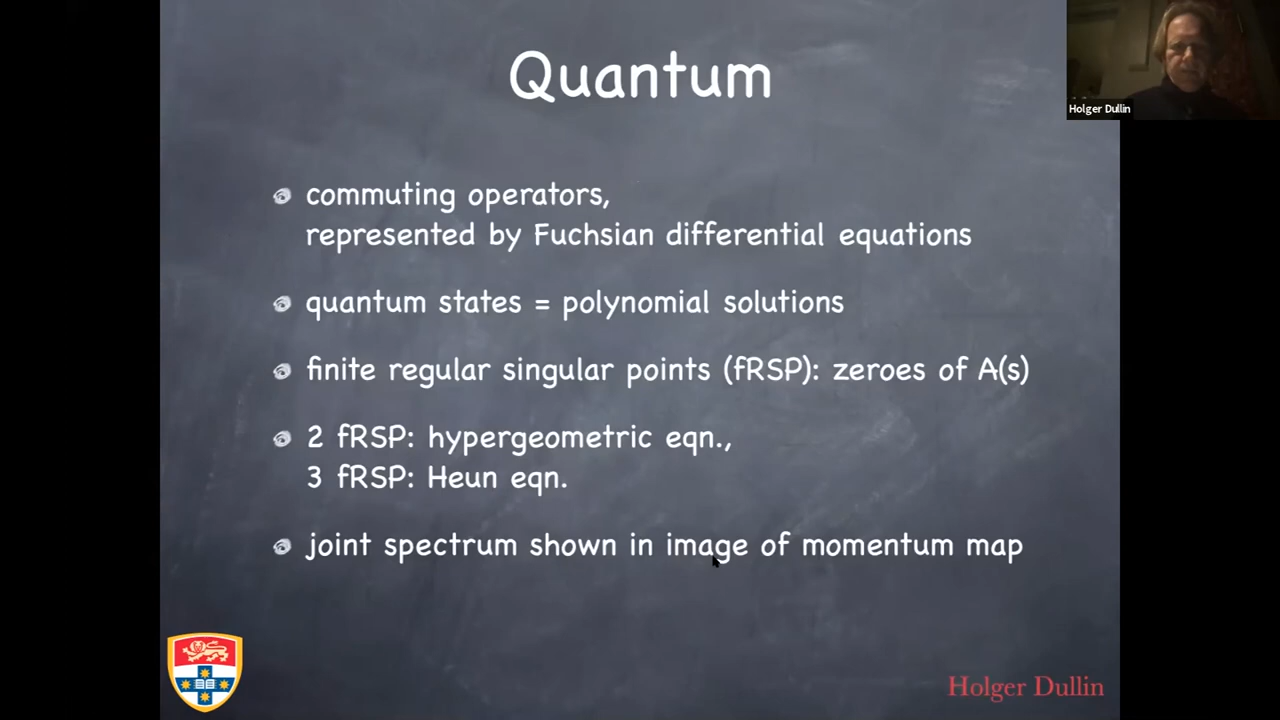 Quantum
Holger Dullin
commuting operators,
represented by Fuchsian differential equations
quantum states = polynomial solutions
finite regular singular points (fRSP): zeroes of A(s)
2 fRSP: hypergeometric eqn.,
3 fRSP: Heun eqn.
joint spectrum shown in image of momentum map
Holger Dullin